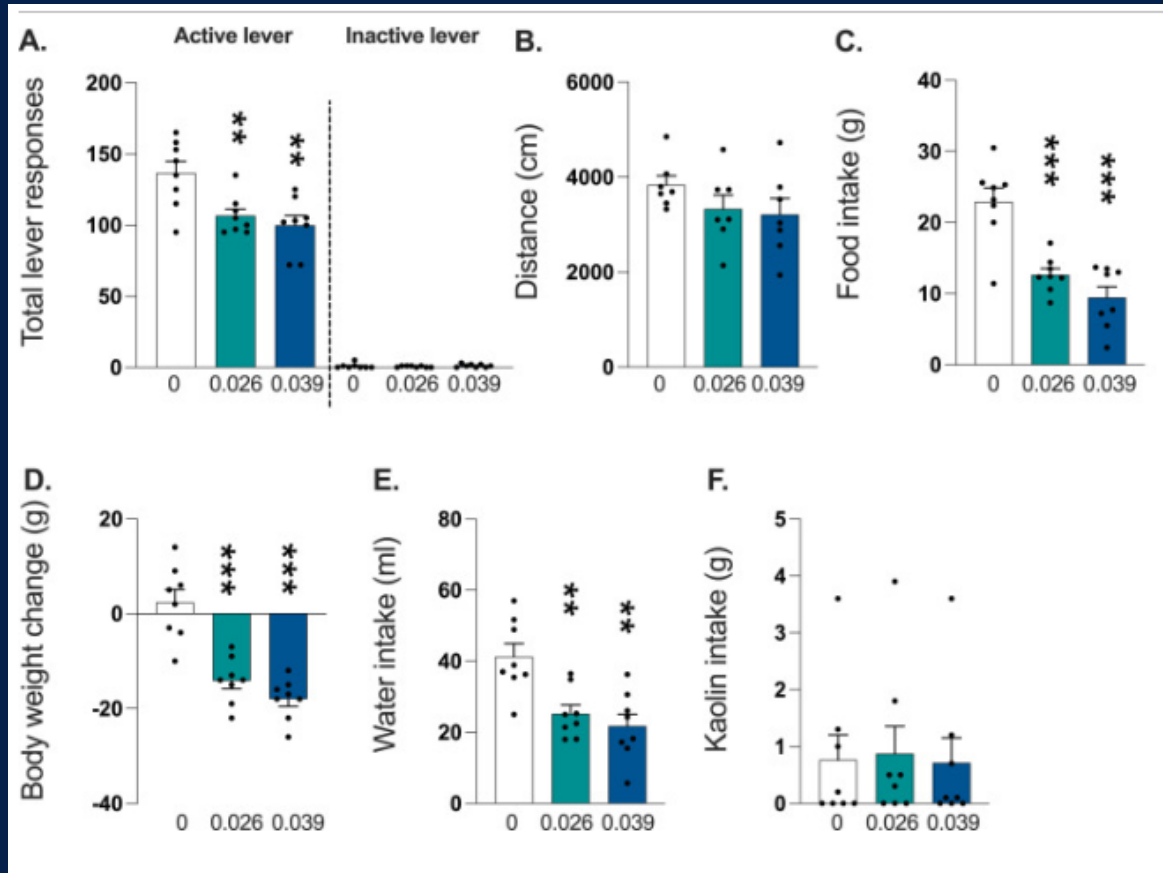 A.
Active lever
Inactive lever
Total lever responses
200
150
100
50
0
**
**
0 0.026 0.039 0 0.026 0.039
B.
Distance (cm)
6000
4000
2000
0
0 0.026 0.039
C.
Food intake (g)
40
30
20
10
0
***
***
0 0.026 0.039
D.
Body weight change (g)
20
0
-20
-40
***
***
0 0.026 0.039
E.
Water intake (ml)
80
60
40
20
0
**
**
0 0.026 0.039
F.
Kaolin intake (g)
5
4
3
2
1
0
0 0.026 0.039